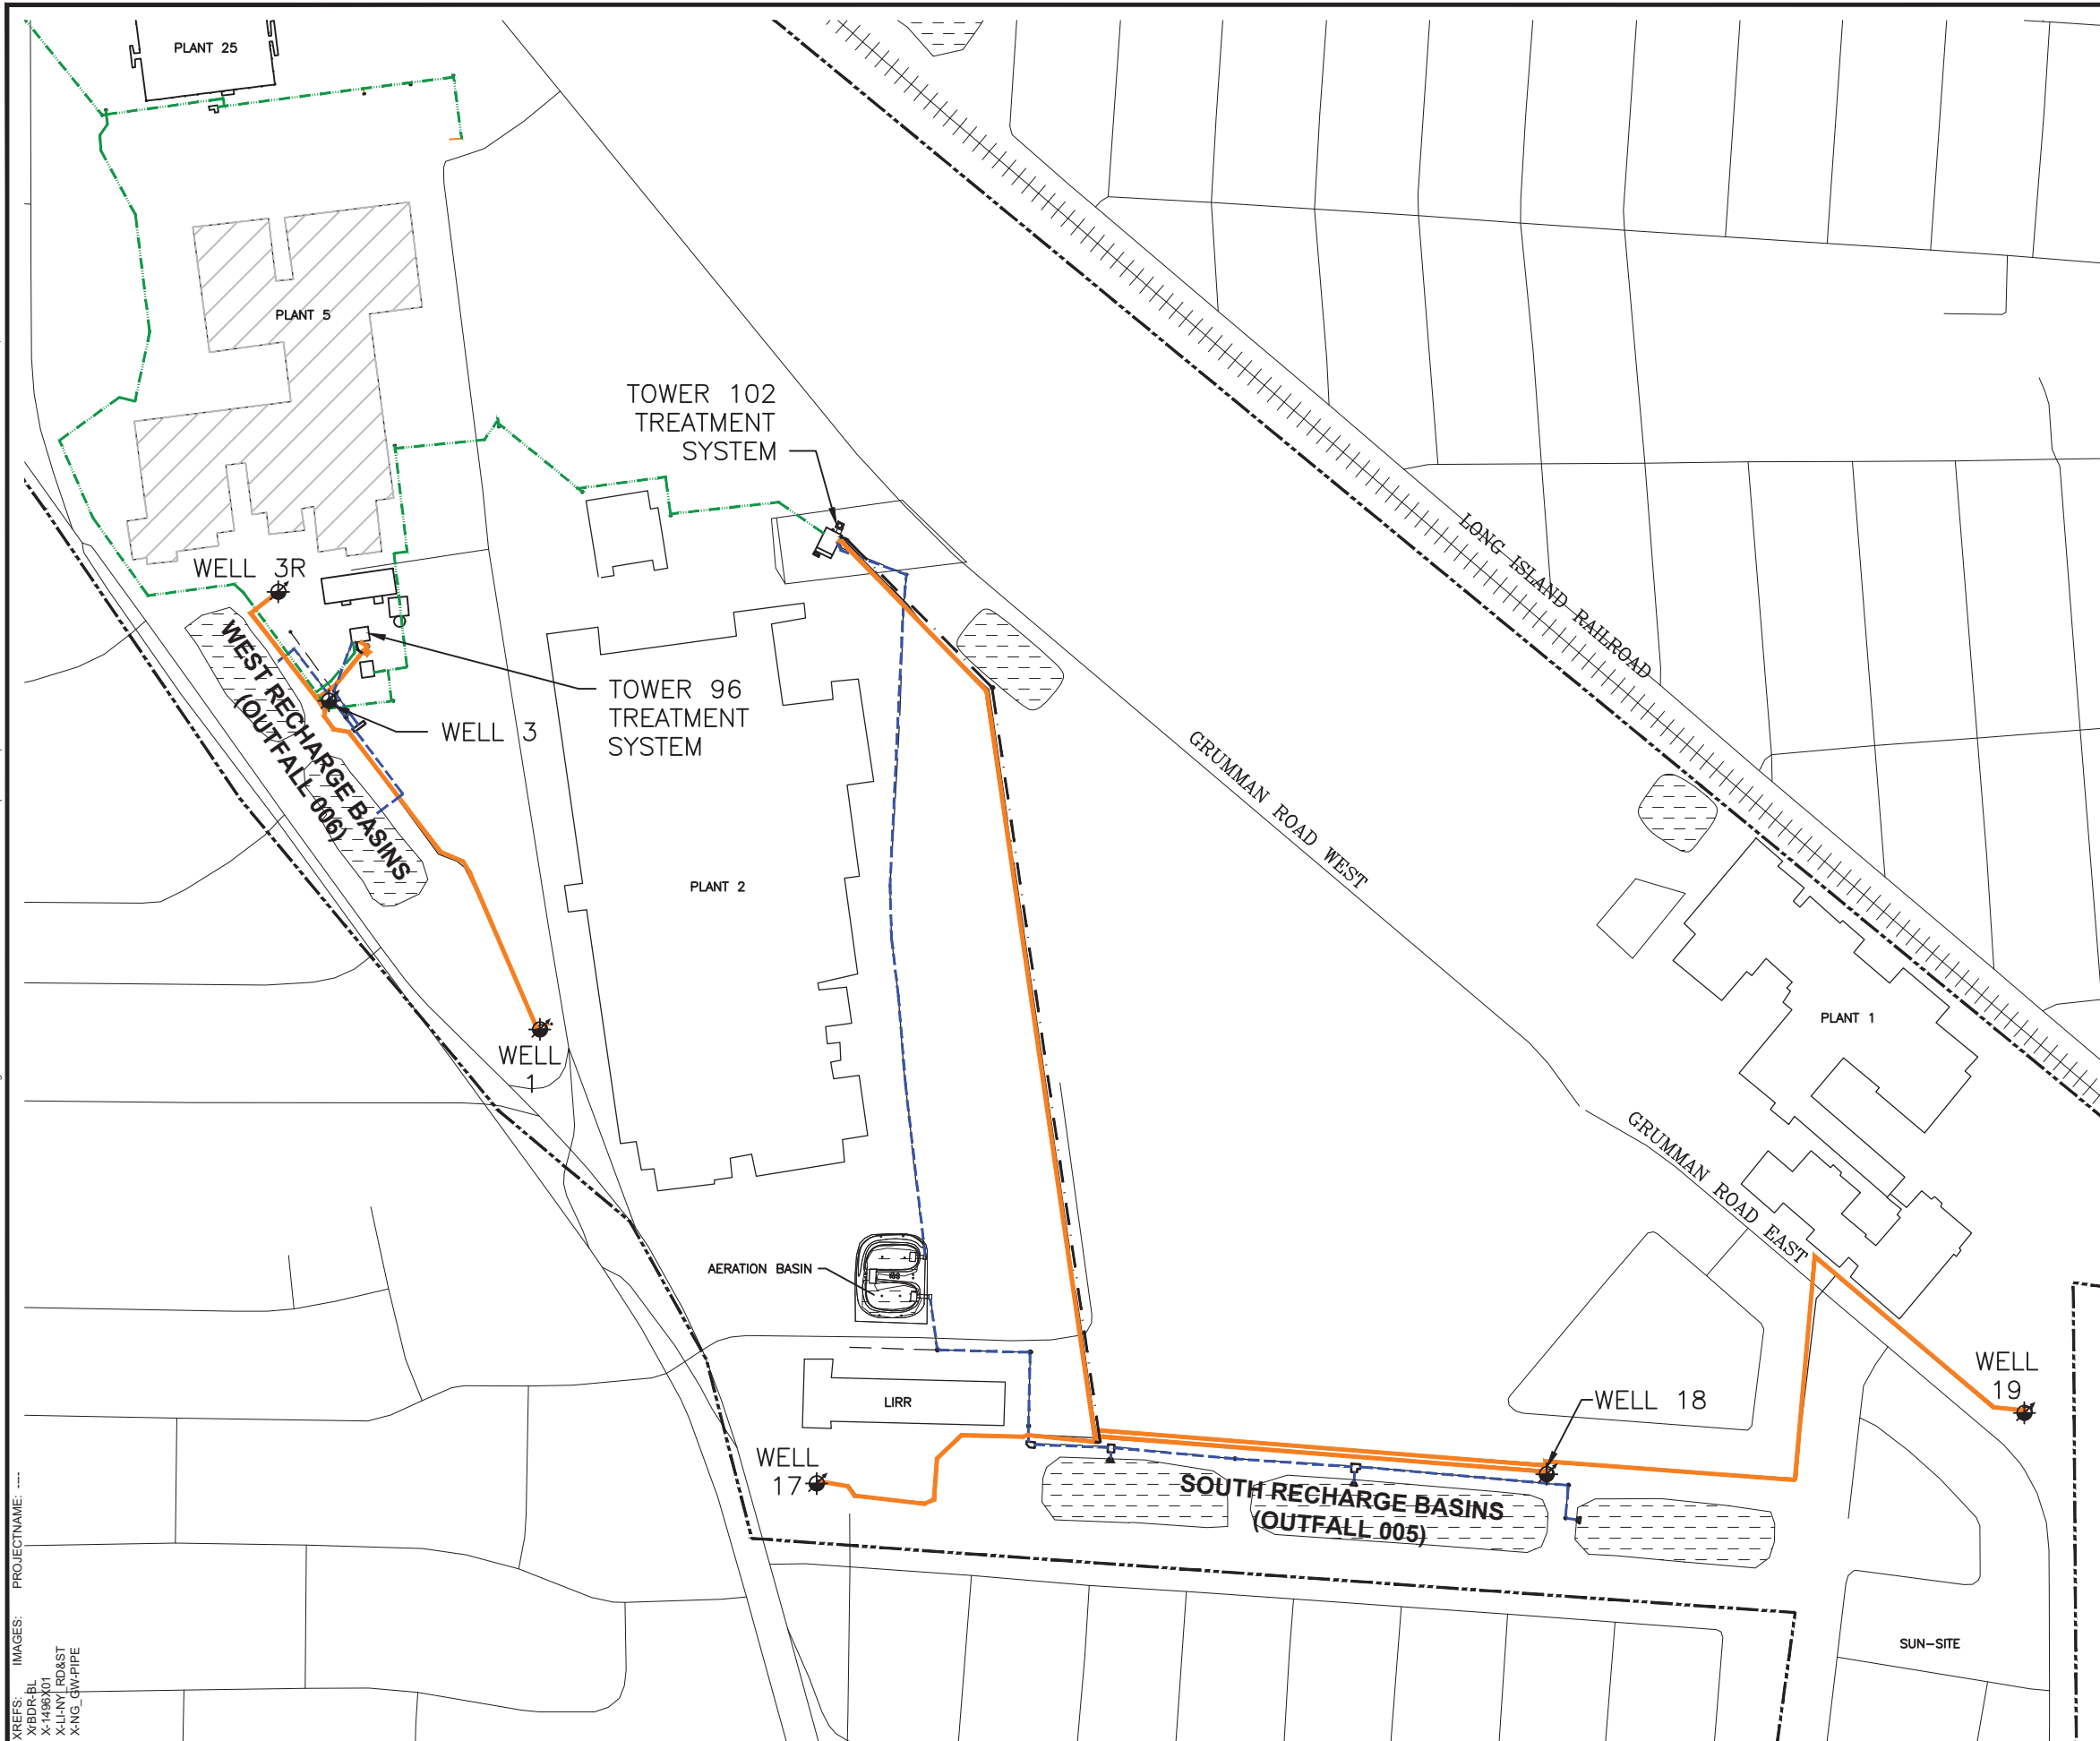 PLANT 25
PLANT 5
TOWER 102
TREATMENT
SYSTEM
LONG ISLAND RAILROAD
WELL 3R
WEST RECHARGE BASINS
(OUTFALL 006)
TOWER 96
TREATMENT
SYSTEM
WELL 3
GRUMMAN ROAD WEST
PLANT 2
PLANT 1
WELL
1
GRUMMAN ROAD EAST
AERATION BASIN
LIRR
WELL
19
WELL 18
WELL
17
SOUTH RECHARGE BASINS
(OUTFALL 005)
SUN-SITE
XREFS: IMAGES: PROJECTNAME: ----
XrBDR-BL
X-1496X01
X-LI-NY_RD&ST
X-NG_GW-PIPE